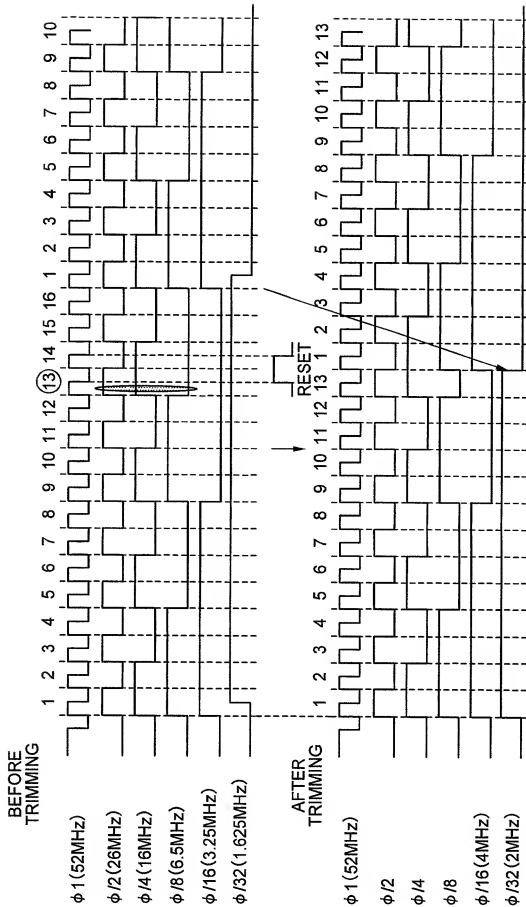 BEFORE
TRIMMING
1 2 3 4 5 6 7 8 9 10 11 12 13 14 15 16 1 2 3 4 5 6 7 8 9 10
φ1(52MHz)
φ/2(26MHz)
φ/4(16MHz)
φ/8(6.5MHz)
φ/16(3.25MHz)
φ/32(1.625MHz)
RESET
AFTER
TRIMMING
1 2 3 4 5 6 7 8 9 10 11 12 13 1 2 3 4 5 6 7 8 9 10 11 12 13
φ1(52MHz)
φ/2
φ/4
φ/8
φ/16(4MHz)
φ/32(2MHz)